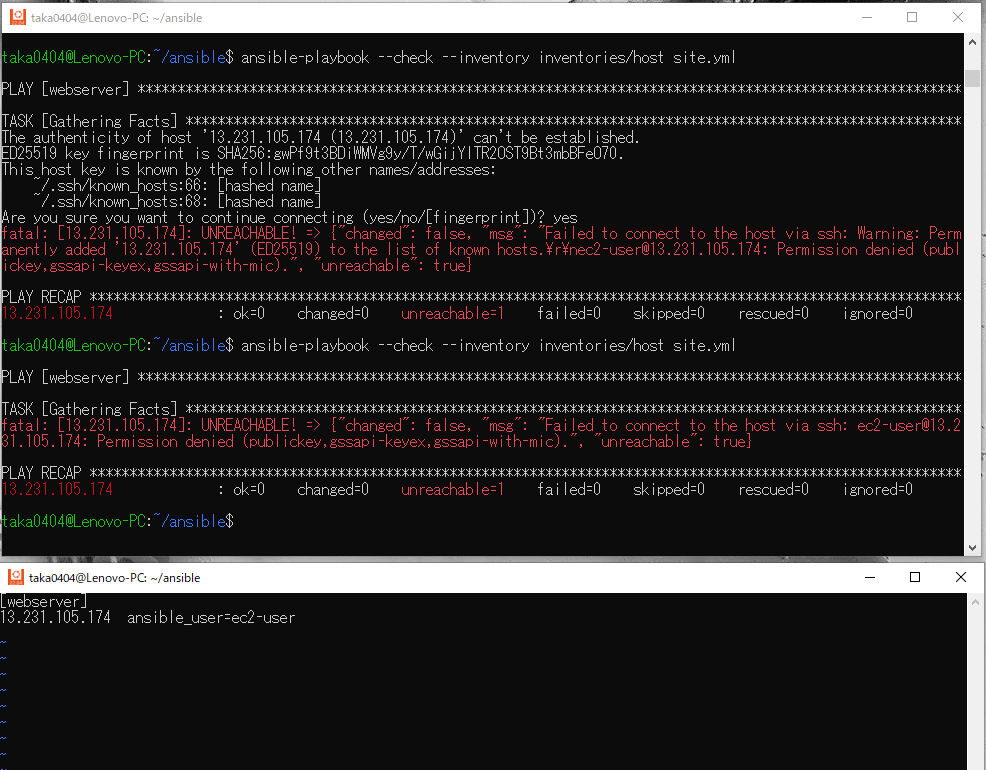 taka0404@Lenovo-PC: ~/ansible
taka0404@Lenovo-PC:~/ansible$ ansible-playbook --check --inventory inventories/host site.yml
PLAY [webserver] *******************************************************************************************************
TASK [Gathering Facts] *************************************************************************************************
The authenticity of host '13.231.105.174 (13.231.105.174)' can't be established.
ED25519 key fingerprint is SHA256:gwPf9t3BDiWMVg9y/T/wGijYlTR2OST9Bt3mbBFeO70.
This host key is known by the following other names/addresses:
~/.ssh/known_hosts:66: [hashed name]
~/.ssh/known_hosts:68: [hashed name]
Are you sure you want to continue connecting (yes/no/[fingerprint])? yes
fatal: [13.231.105.174]: UNREACHABLE! => {"changed": false, "msg": "Failed to connect to the host via ssh: Warning: Perm
anently added '13.231.105.174' (ED25519) to the list of known hosts.¥r¥nec2-user@13.231.105.174: Permission denied (publ
ickey,gssapi-keyex,gssapi-with-mic).", "unreachable": true}
PLAY RECAP *************************************************************************************************************
13.231.105.174 : ok=0 changed=0 unreachable=1 failed=0 skipped=0 rescued=0 ignored=0
taka0404@Lenovo-PC:~/ansible$ ansible-playbook --check --inventory inventories/host site.yml
PLAY [webserver] *******************************************************************************************************
TASK [Gathering Facts] *************************************************************************************************
fatal: [13.231.105.174]: UNREACHABLE! => {"changed": false, "msg": "Failed to connect to the host via ssh: ec2-user@13.2
31.105.174: Permission denied (publickey,gssapi-keyex,gssapi-with-mic).", "unreachable": true}
PLAY RECAP *************************************************************************************************************
13.231.105.174 : ok=0 changed=0 unreachable=1 failed=0 skipped=0 rescued=0 ignored=0
taka0404@Lenovo-PC:~/ansible$
taka0404@Lenovo-PC: ~/ansible
[webserver]
13.231.105.174 ansible_user=ec2-user
~
~
~
~
~
~
~
~
~